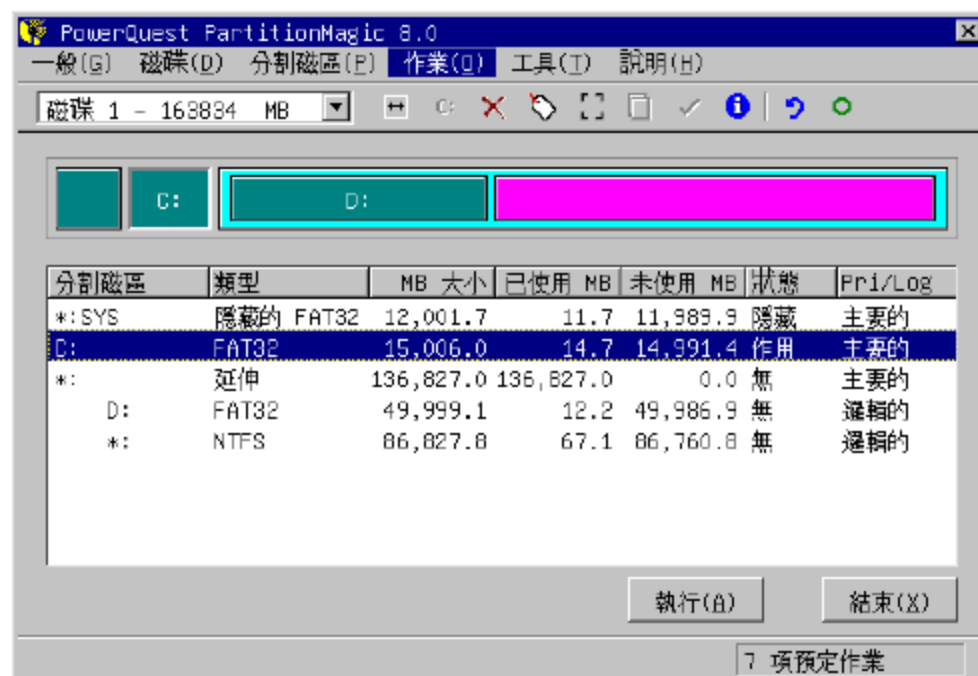 PowerQuest PartitionMagic 8.0
一般(G) 磁碟(D) 分割磁區(P) 作業(O) 工具(T) 說明(H)
磁碟 1 - 163834 MB C:
C: D:
分割磁區 類型 MB 大小 已使用 MB 未使用 MB 狀態 Pri/Log
*:SYS 隱藏的 FAT32 12,001.7 11.7 11,989.9 隱藏 主要的
C: FAT32 15,006.0 14.7 14,991.4 作用 主要的
*: 延伸 136,827.0 136,827.0 0.0 無 主要的
D: FAT32 49,999.1 12.2 49,986.9 無 邏輯的
*: NTFS 86,827.8 67.1 86,760.8 無 邏輯的
執行(A) 結束(X)
7 項預定作業